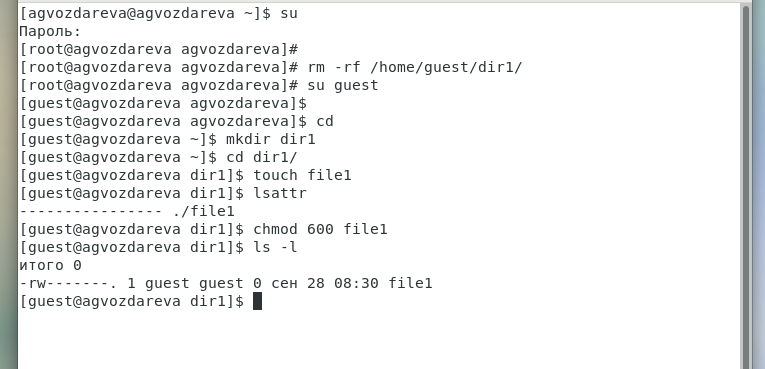 [agvozdareva@agvozdareva ~]$ su
Пароль:
[root@agvozdareva agvozdareva]#
[root@agvozdareva agvozdareva]# rm -rf /home/guest/dir1/
[root@agvozdareva agvozdareva]# su guest
[guest@agvozdareva agvozdareva]$
[guest@agvozdareva agvozdareva]$ cd
[guest@agvozdareva ~]$ mkdir dir1
[guest@agvozdareva ~]$ cd dir1/
[guest@agvozdareva dir1]$ touch file1
[guest@agvozdareva dir1]$ lsattr
---------------- ./file1
[guest@agvozdareva dir1]$ chmod 600 file1
[guest@agvozdareva dir1]$ ls -l
итого 0
-rw-------. 1 guest guest 0 сен 28 08:30 file1
[guest@agvozdareva dir1]$